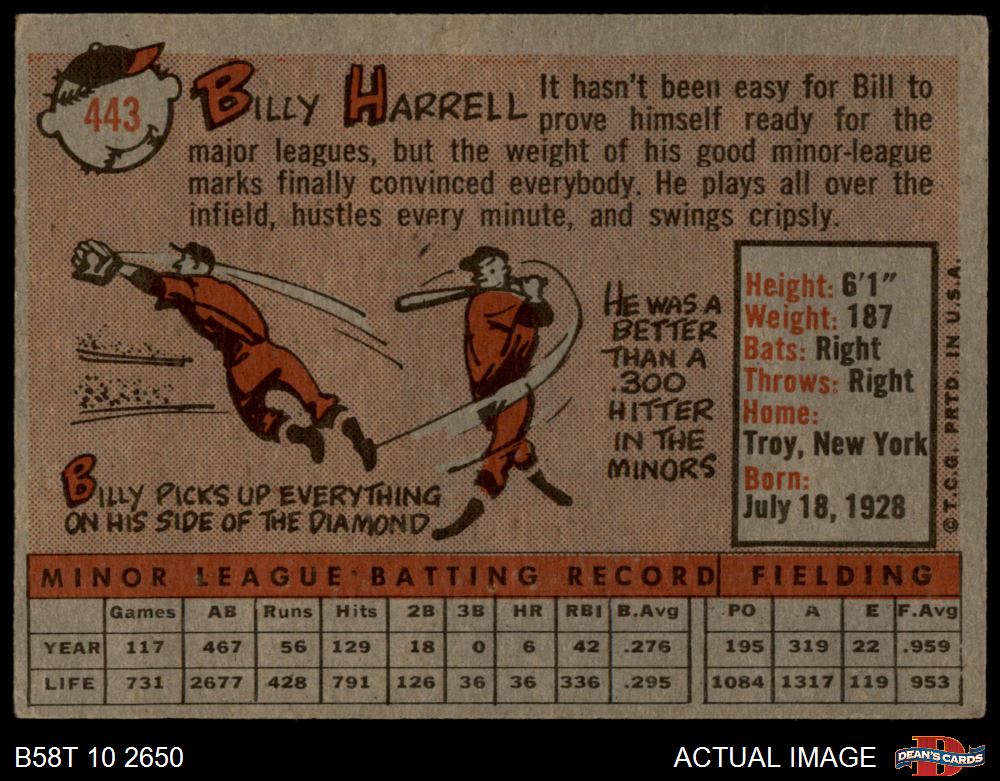 443
BILLY HARRELL
It hasn't been easy for Bill to
prove himself ready for the
major leagues, but the weight of his good minor-league
marks finally convinced everybody. He plays all over the
infield, hustles every minute, and swings cripsly.
HE WAS A
BETTER
THAN A
.300
HITTER
IN THE
MINORS
BILLY PICKS UP EVERYTHING
ON HIS SIDE OF THE DIAMOND
Height: 6'1"
Weight: 187
Bats: Right
Throws: Right
Home:
Troy, New York
Born:
July 18, 1928
© T.C.G. PRTD. IN U.S.A.
MINOR LEAGUE BATTING RECORD FIELDING
Games AB Runs Hits 2B 3B HR RBI B.Avg PO A E F.Avg
YEAR 117 467 56 129 18 0 6 42 .276 195 319 22 .959
LIFE 731 2677 428 791 126 36 36 336 .295 1084 1317 119 953
B58T 10 2650 ACTUAL IMAGE D DEAN'S CARDS